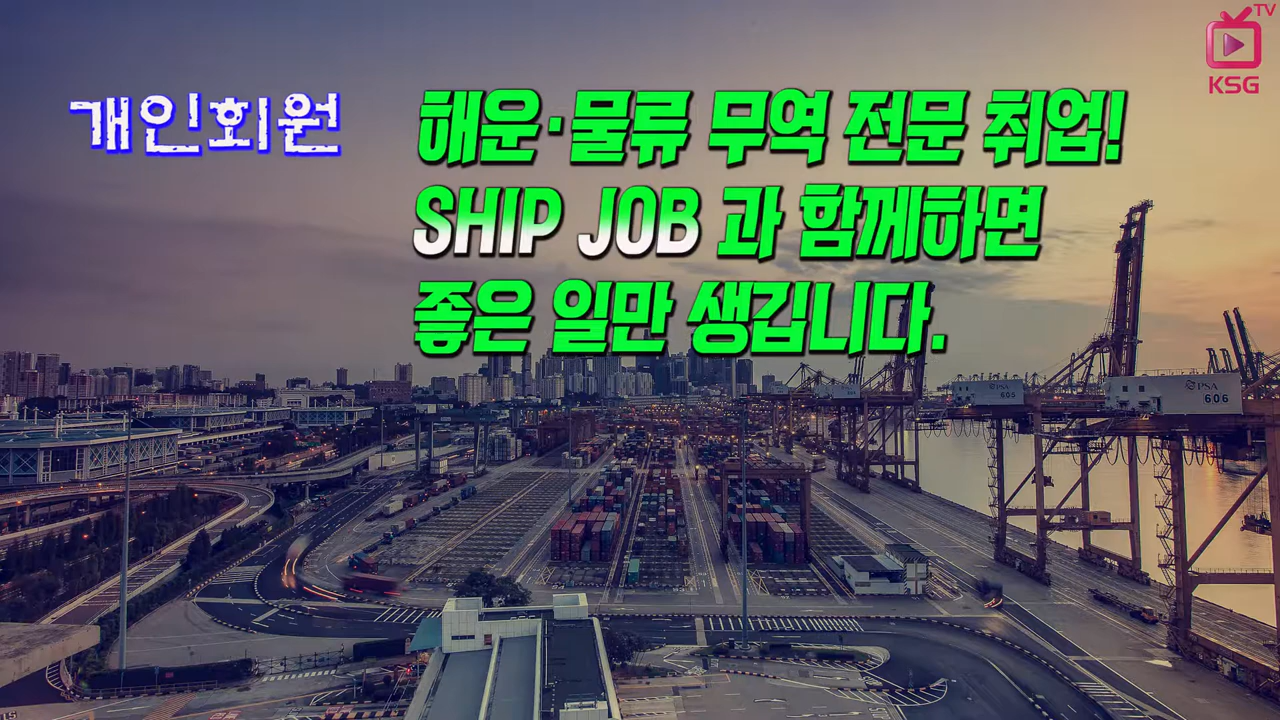 TV
KSG
개인회원
해운·물류 무역 전문 취업!
SHIP JOB 과 함께하면
좋은 일만 생깁니다.
PSA
605
PSA
606